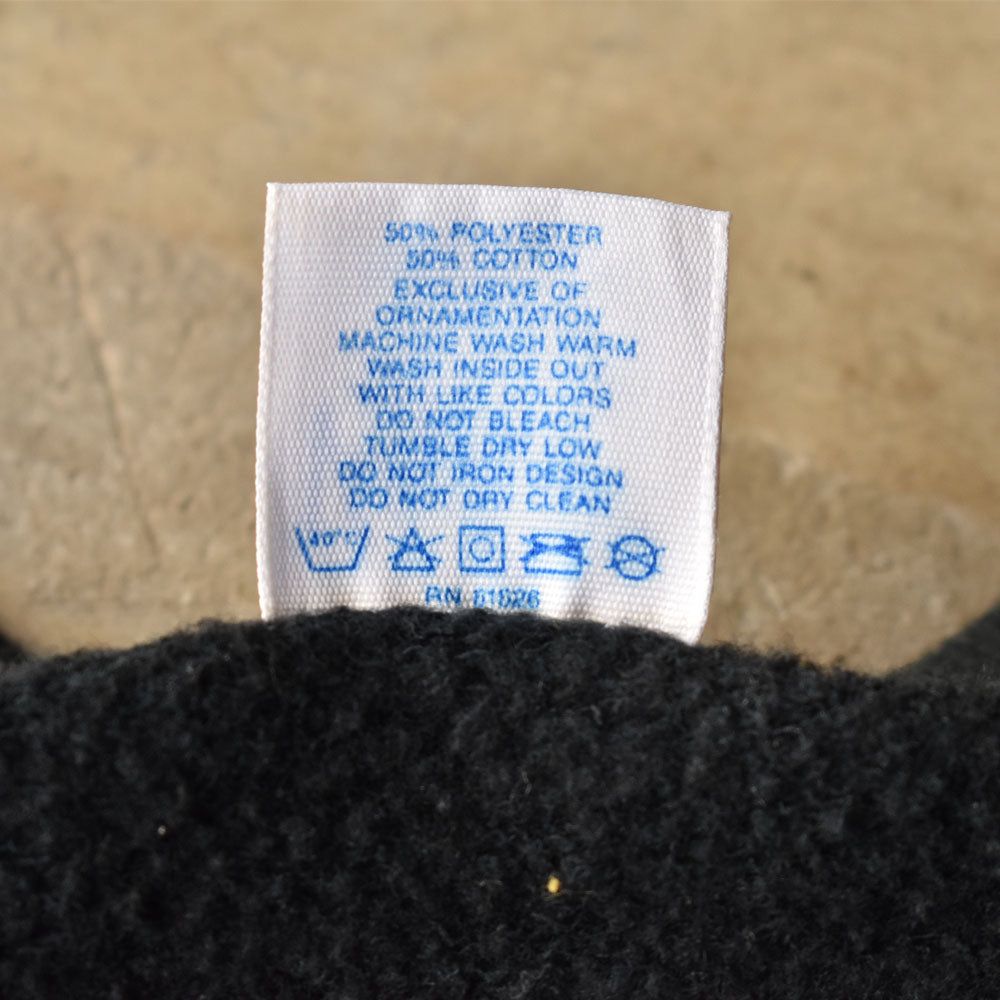 50% POLYESTER
50% COTTON
EXCLUSIVE OF
ORNAMENTATION
MACHINE WASH WARM
WASH INSIDE OUT
WITH LIKE COLORS
DO NOT BLEACH
TUMBLE DRY LOW
DO NOT IRON DESIGN
DO NOT DRY CLEAN
40°C
RN 61526